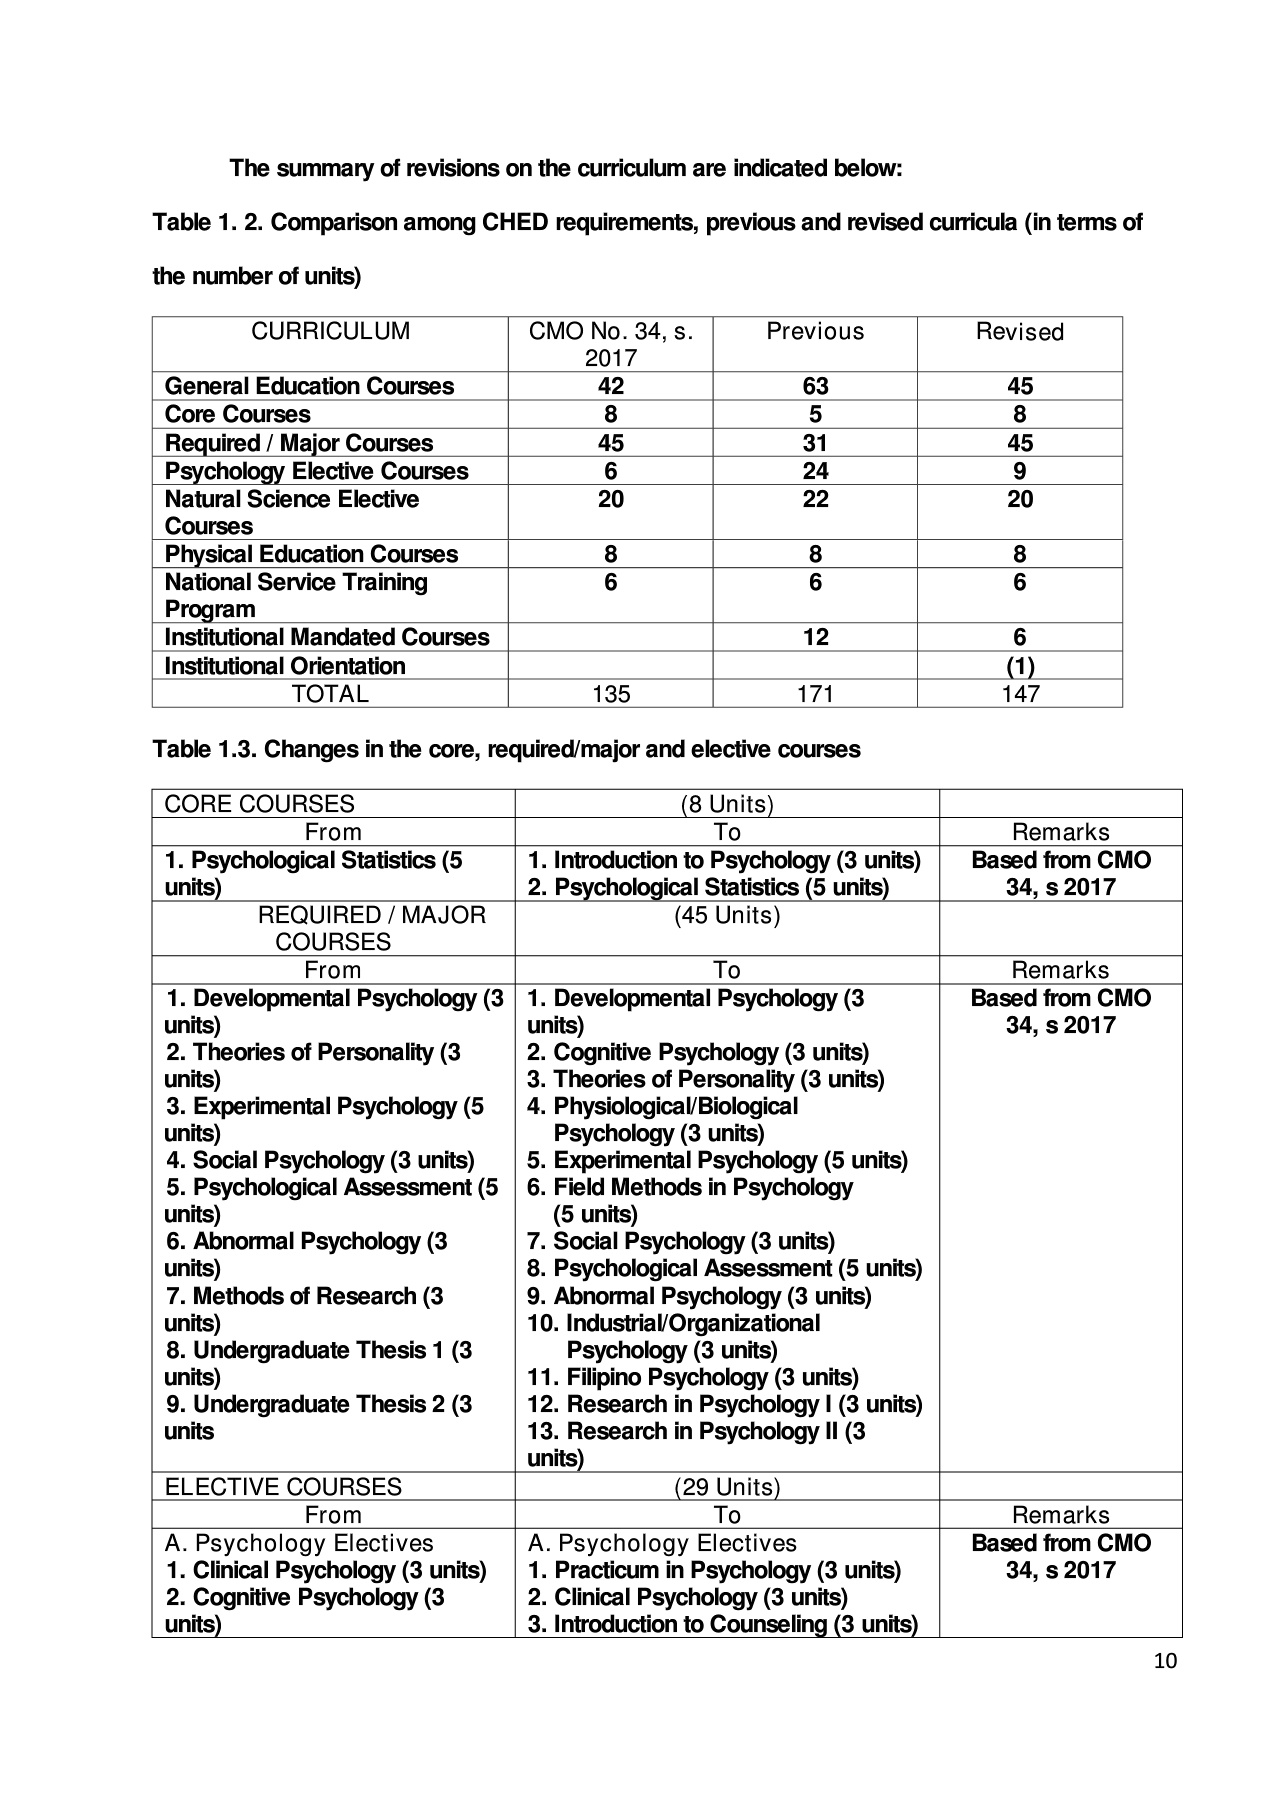 The summary of revisions on the curriculum are indicated below:
Table 1. 2. Comparison among CHED requirements, previous and revised curricula (in terms of
the number of units)
CURRICULUM CMO No. 34, s. 2017 Previous Revised
General Education Courses 42 63 45
Core Courses 8 5 8
Required / Major Courses 45 31 45
Psychology Elective Courses 6 24 9
Natural Science Elective Courses 20 22 20
Physical Education Courses 8 8 8
National Service Training Program 6 6 6
Institutional Mandated Courses 12 6
Institutional Orientation (1)
TOTAL 135 171 147
Table 1.3. Changes in the core, required/major and elective courses
CORE COURSES (8 Units)
From To Remarks
1. Psychological Statistics (5
units)
1. Introduction to Psychology (3 units)
2. Psychological Statistics (5 units)
Based from CMO
34, s 2017
REQUIRED / MAJOR
COURSES
(45 Units)
From To Remarks
1. Developmental Psychology (3
units)
2. Theories of Personality (3
units)
3. Experimental Psychology (5
units)
4. Social Psychology (3 units)
5. Psychological Assessment (5
units)
6. Abnormal Psychology (3
units)
7. Methods of Research (3
units)
8. Undergraduate Thesis 1 (3
units)
9. Undergraduate Thesis 2 (3
units
1. Developmental Psychology (3
units)
2. Cognitive Psychology (3 units)
3. Theories of Personality (3 units)
4. Physiological/Biological
Psychology (3 units)
5. Experimental Psychology (5 units)
6. Field Methods in Psychology
(5 units)
7. Social Psychology (3 units)
8. Psychological Assessment (5 units)
9. Abnormal Psychology (3 units)
10. Industrial/Organizational
Psychology (3 units)
11. Filipino Psychology (3 units)
12. Research in Psychology I (3 units)
13. Research in Psychology II (3
units)
Based from CMO
34, s 2017
ELECTIVE COURSES (29 Units)
From To Remarks
A. Psychology Electives
1. Clinical Psychology (3 units)
2. Cognitive Psychology (3
units)
A. Psychology Electives
1. Practicum in Psychology (3 units)
2. Clinical Psychology (3 units)
3. Introduction to Counseling (3 units)
Based from CMO
34, s 2017
10